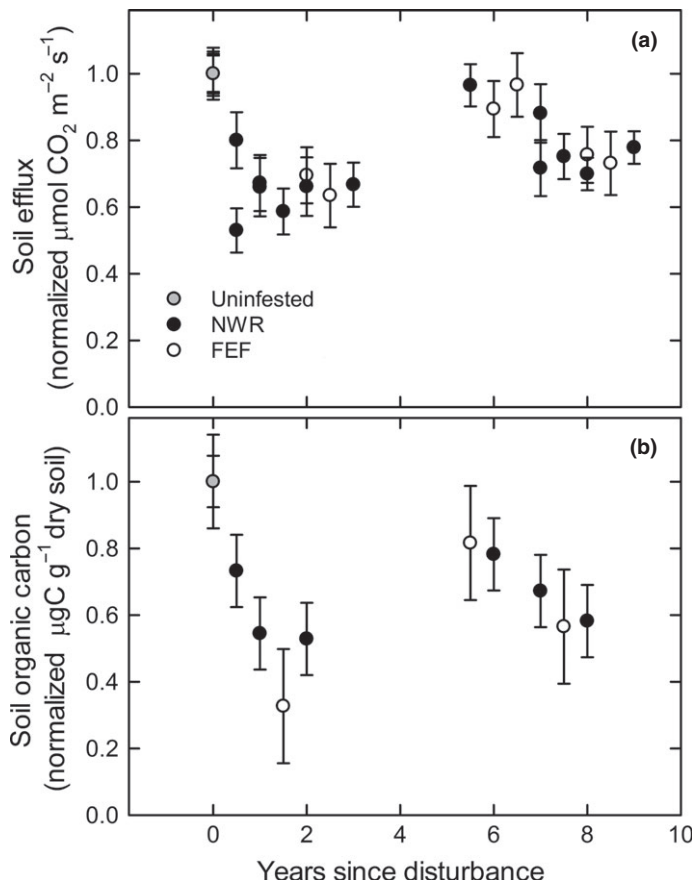 (a)
1.0
0.8
0.6
0.4
0.2
0.0
Soil efflux
(normalized μmol CO₂ m⁻² s⁻¹)
Uninfested
NWR
FEF
(b)
1.0
0.8
0.6
0.4
0.2
0.0
Soil organic carbon
(normalized μgC g⁻¹ dry soil)
0 2 4 6 8 10
Years since disturbance